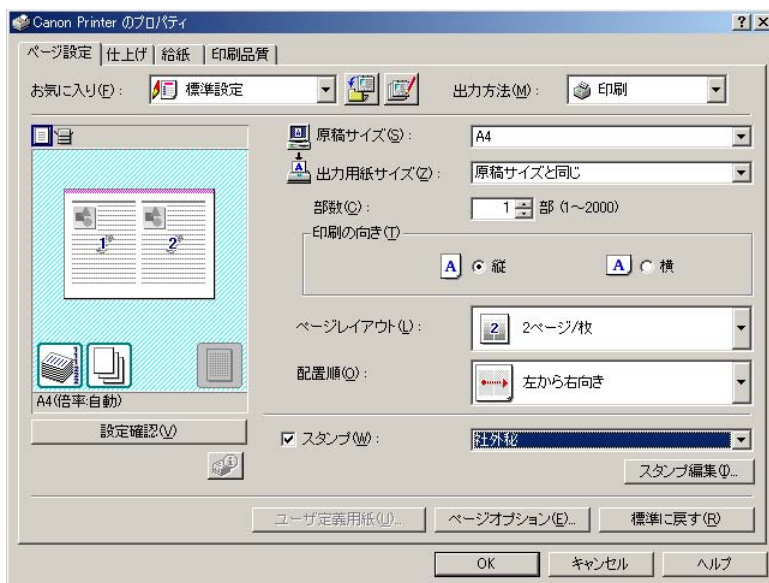 Canon Printer のプロパティ
ページ設定 仕上げ 給紙 印刷品質
お気に入り(F): 標準設定 出力方法(M): 印刷
原稿サイズ(S): A4
出力用紙サイズ(Z): 原稿サイズと同じ
部数(C): 1 部 (1~2000)
印刷の向き(T)
A 縦 A 横
ページレイアウト(L): 2 2ページ/枚
配置順(O): 左から右向き
1 2
A4(倍率:自動)
設定確認(V)
スタンプ(W): 社外秘
スタンプ編集(I)...
ユーザ定義用紙(U)... ページオプション(E)... 標準に戻す(R)
OK キャンセル ヘルプ